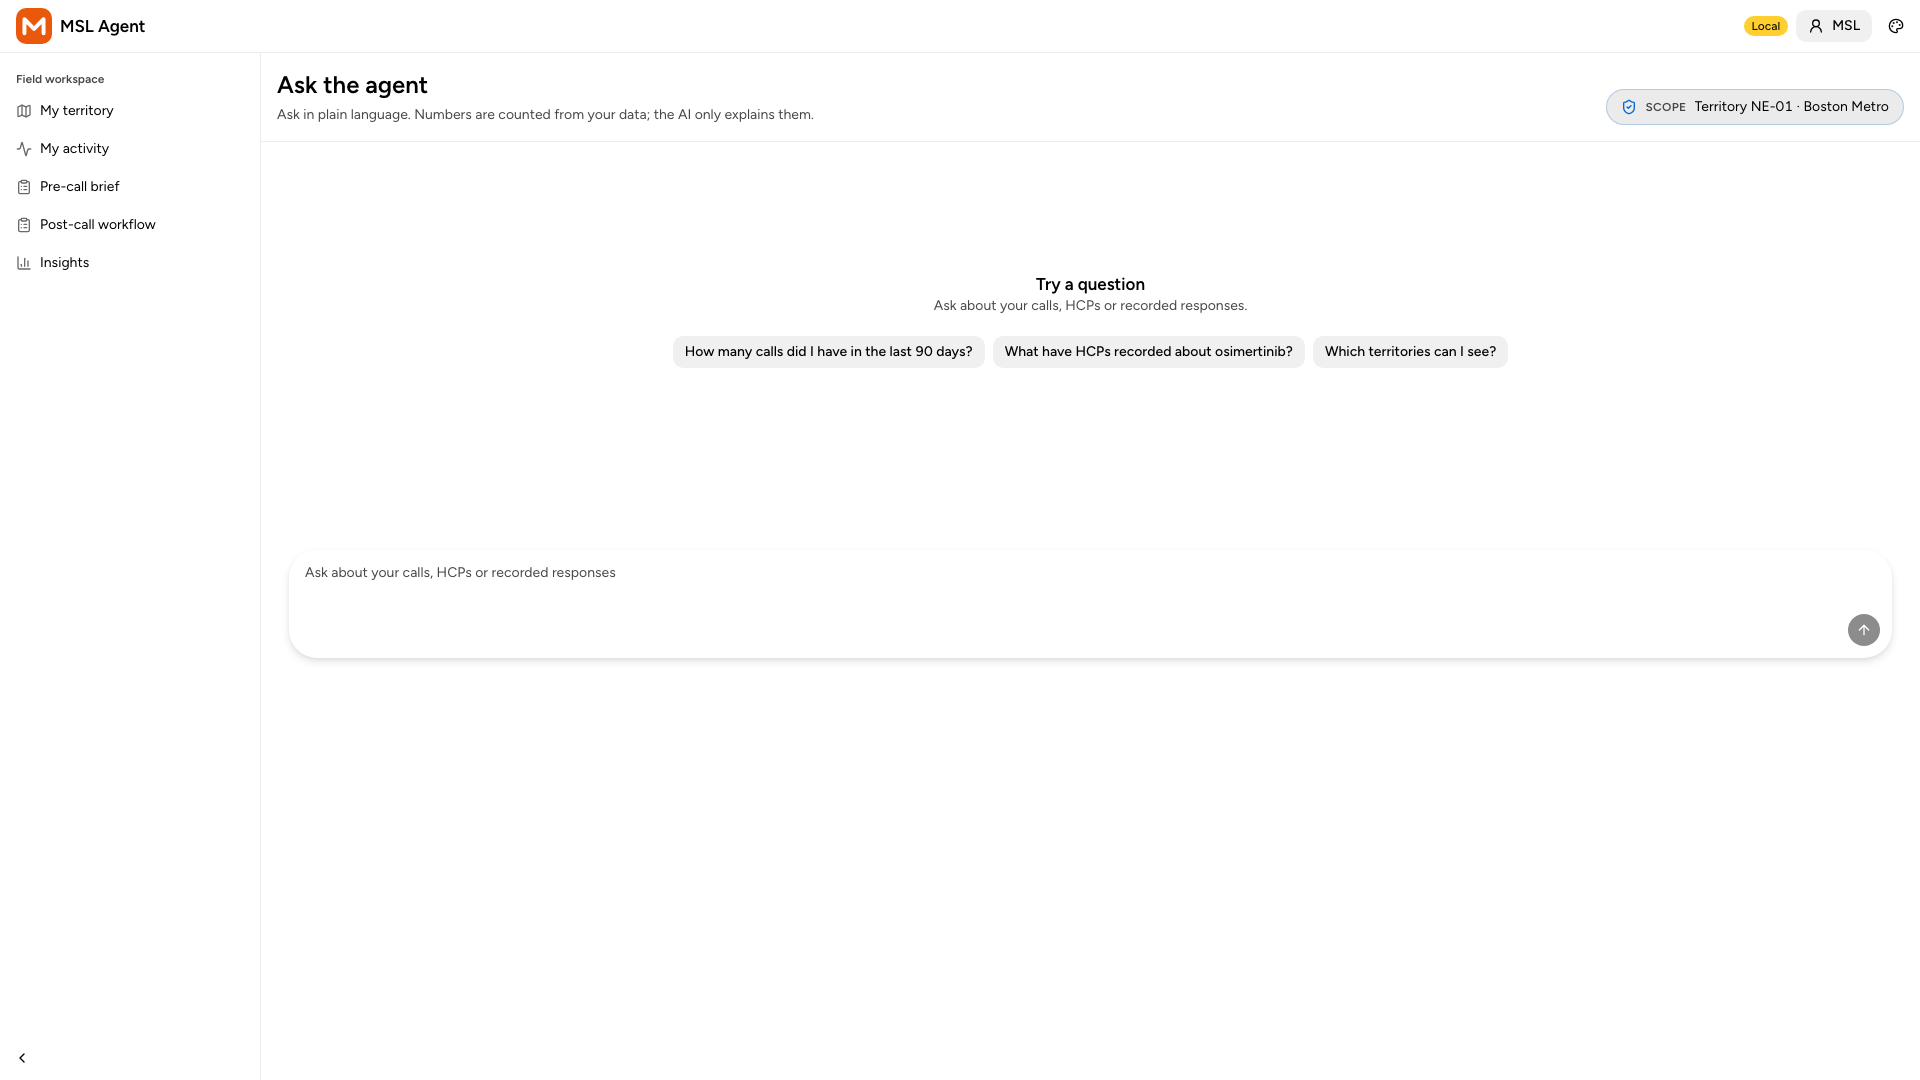 MSL Agent
Local
MSL
Field workspace
My territory
My activity
Pre-call brief
Post-call workflow
Insights
Ask the agent
Ask in plain language. Numbers are counted from your data; the AI only explains them.
SCOPE Territory NE-01 · Boston Metro
Try a question
Ask about your calls, HCPs or recorded responses.
How many calls did I have in the last 90 days?
What have HCPs recorded about osimertinib?
Which territories can I see?
Ask about your calls, HCPs or recorded responses